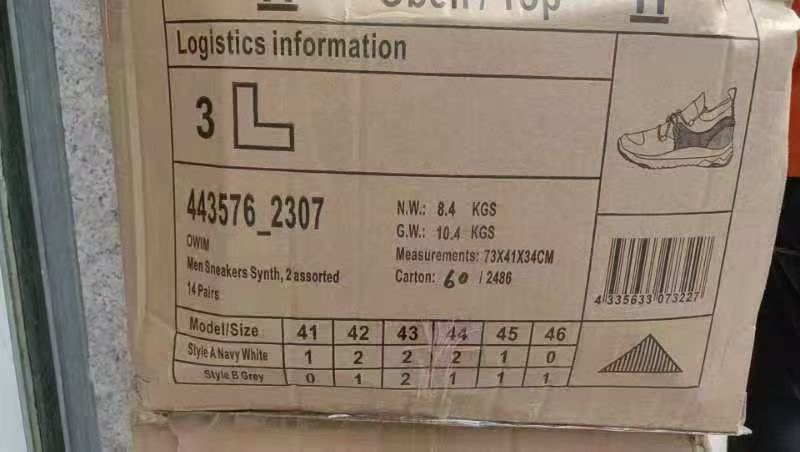 Oben / Top
Logistics information
3
443576_2307
OWIM
Men Sneakers Synth, 2 assorted
14 Pairs
N.W.: 8.4 KGS
G.W.: 10.4 KGS
Measurements: 73X41X34CM
Carton: 60 / 2486
4 335633 073227
Model/Size 41 42 43 44 45 46
Style A Navy White 1 2 2 2 1 0
Style B Grey 0 1 2 1 1 1